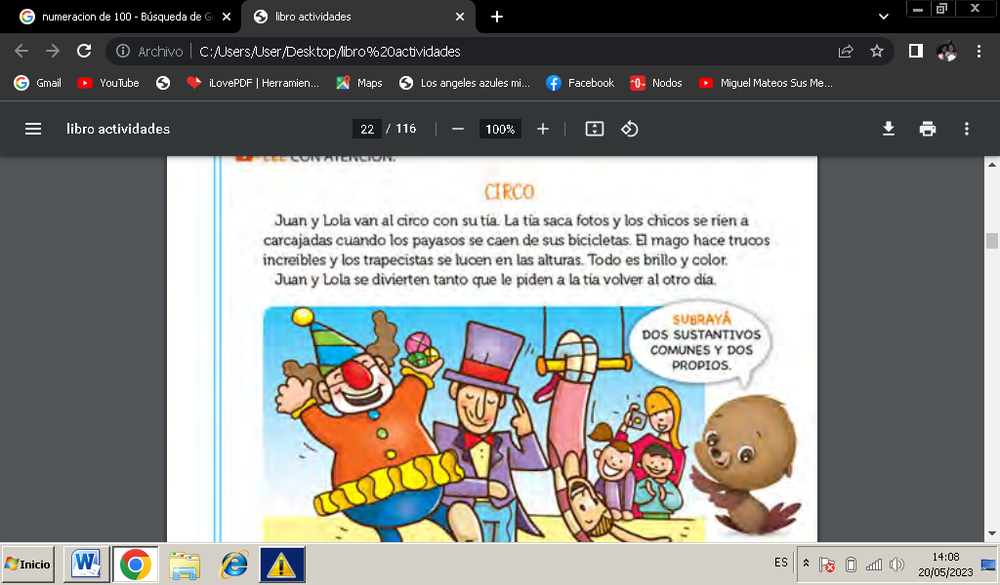 numeracion de 100 - Búsqueda de G
libro actividades
Archivo
C:/Users/User/Desktop/libro%20actividades
Gmail
YouTube
iLovePDF | Herramien...
Maps
Los angeles azules mi...
Facebook
Nodos
Miguel Mateos Sus Me...
libro actividades
22 / 116
100%
LEE CON ATENCIÓN.
CIRCO
Juan y Lola van al circo con su tía. La tía saca fotos y los chicos se ríen a
carcajadas cuando los payasos se caen de sus bicicletas. El mago hace trucos
increíbles y los trapecistas se lucen en las alturas. Todo es brillo y color.
Juan y Lola se divierten tanto que le piden a la tía volver al otro día.
SUBRAYÁ
DOS SUSTANTIVOS
COMUNES Y DOS
PROPIOS.
Inicio
ES
14:08
20/05/2023